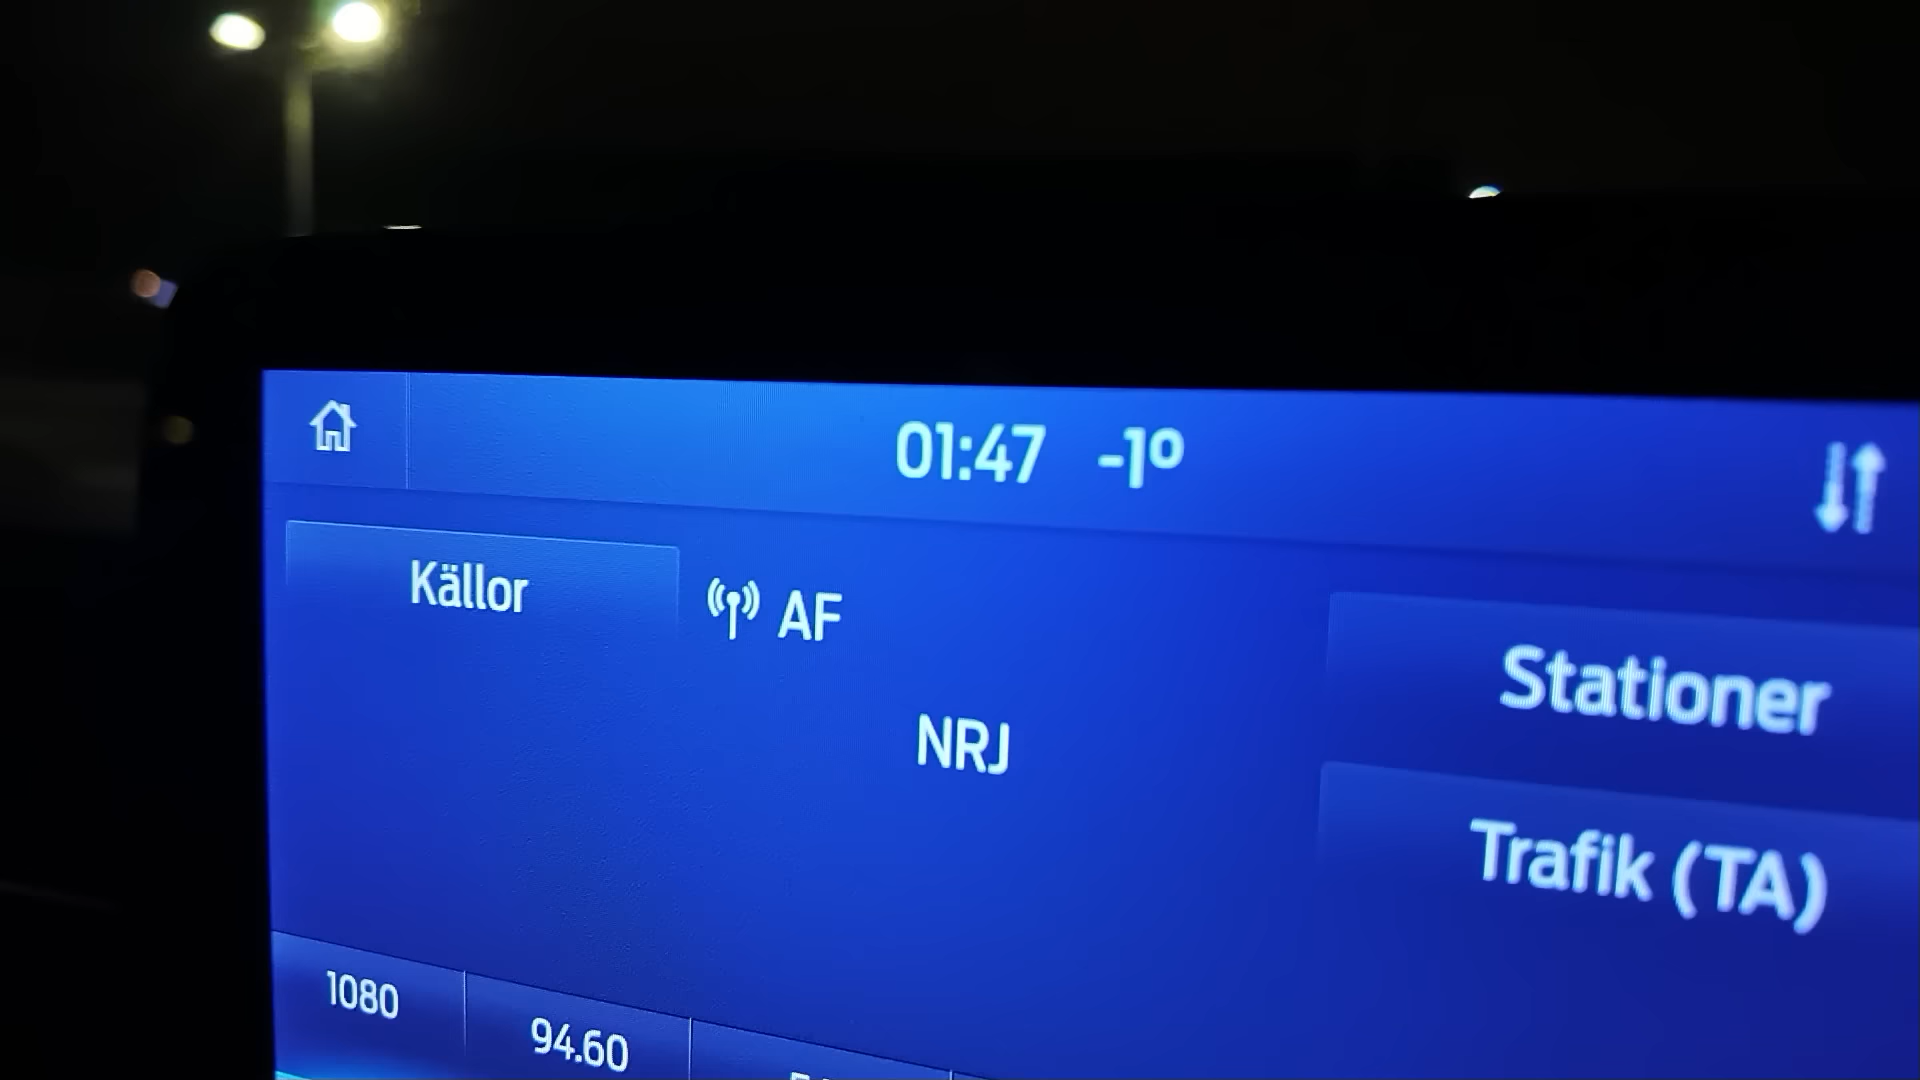 01:47 -1º
Källor
AF
Stationer
NRJ
Trafik (TA)
1080
94.60